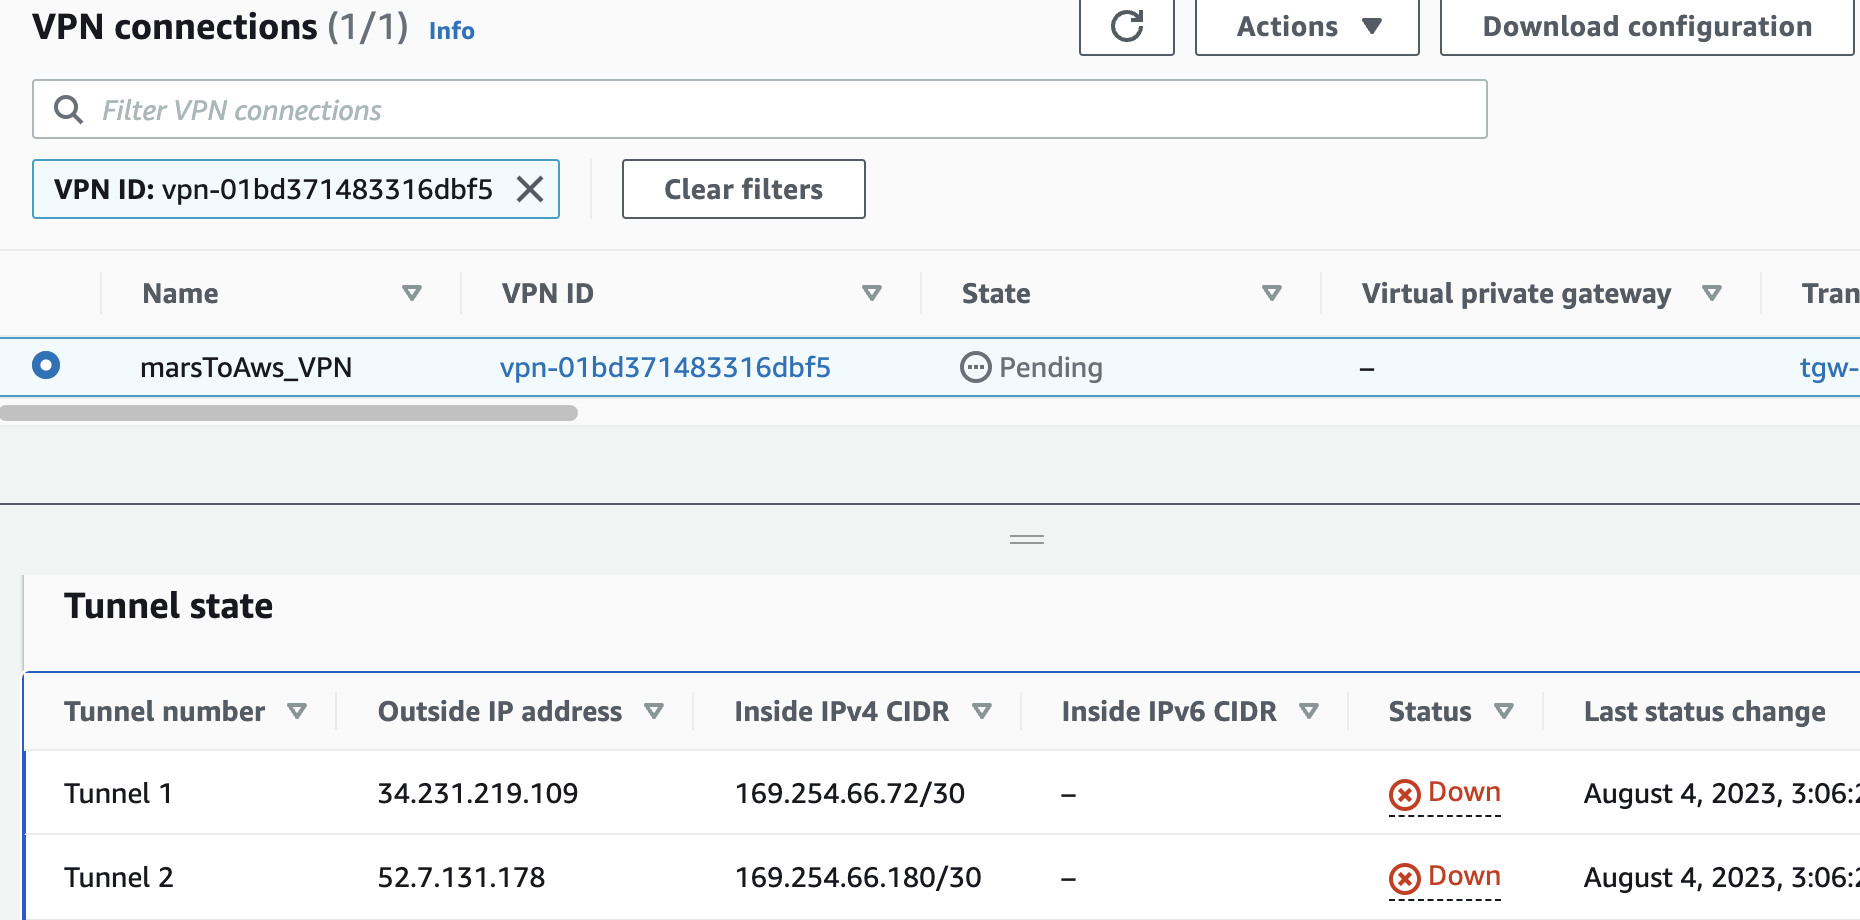 VPN connections (1/1) Info
Actions
Download configuration
Filter VPN connections
VPN ID: vpn-01bd371483316dbf5
Clear filters
Name VPN ID State Virtual private gateway Tran
marsToAws_VPN vpn-01bd371483316dbf5 Pending – tgw-
Tunnel state
Tunnel number Outside IP address Inside IPv4 CIDR Inside IPv6 CIDR Status Last status change
Tunnel 1 34.231.219.109 169.254.66.72/30 – Down August 4, 2023, 3:06:2
Tunnel 2 52.7.131.178 169.254.66.180/30 – Down August 4, 2023, 3:06:2